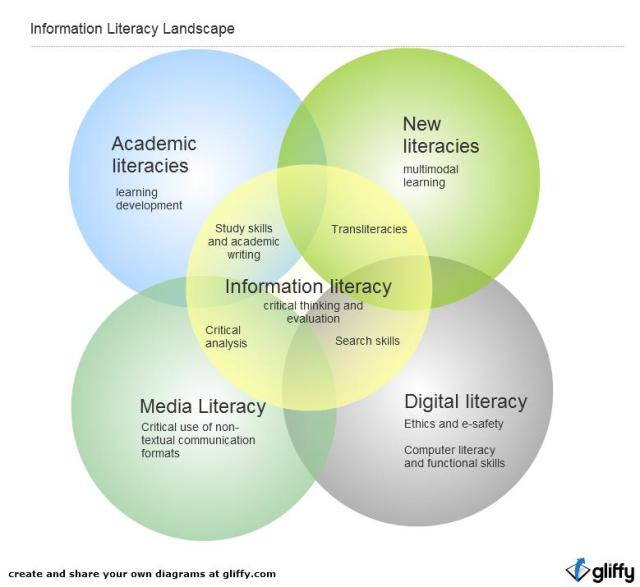 Information Literacy Landscape
Academic
literacies
learning
development
New
literacies
multimodal
learning
Study skills
and academic
writing
Transliteracies
Information literacy
critical thinking and
evaluation
Critical
analysis
Search skills
Media Literacy
Critical use of non-
textual communication
formats
Digital literacy
Ethics and e-safety
Computer literacy
and functional skills
create and share your own diagrams at gliffy.com
gliffy